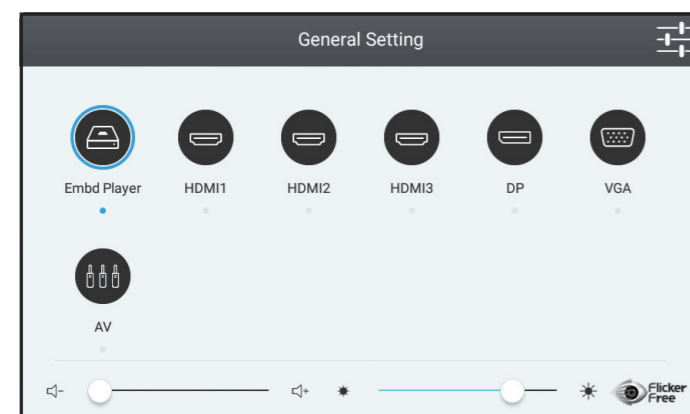 General Setting
Embd Player
HDMI1
HDMI2
HDMI3
DP
VGA
AV
Flicker
Free